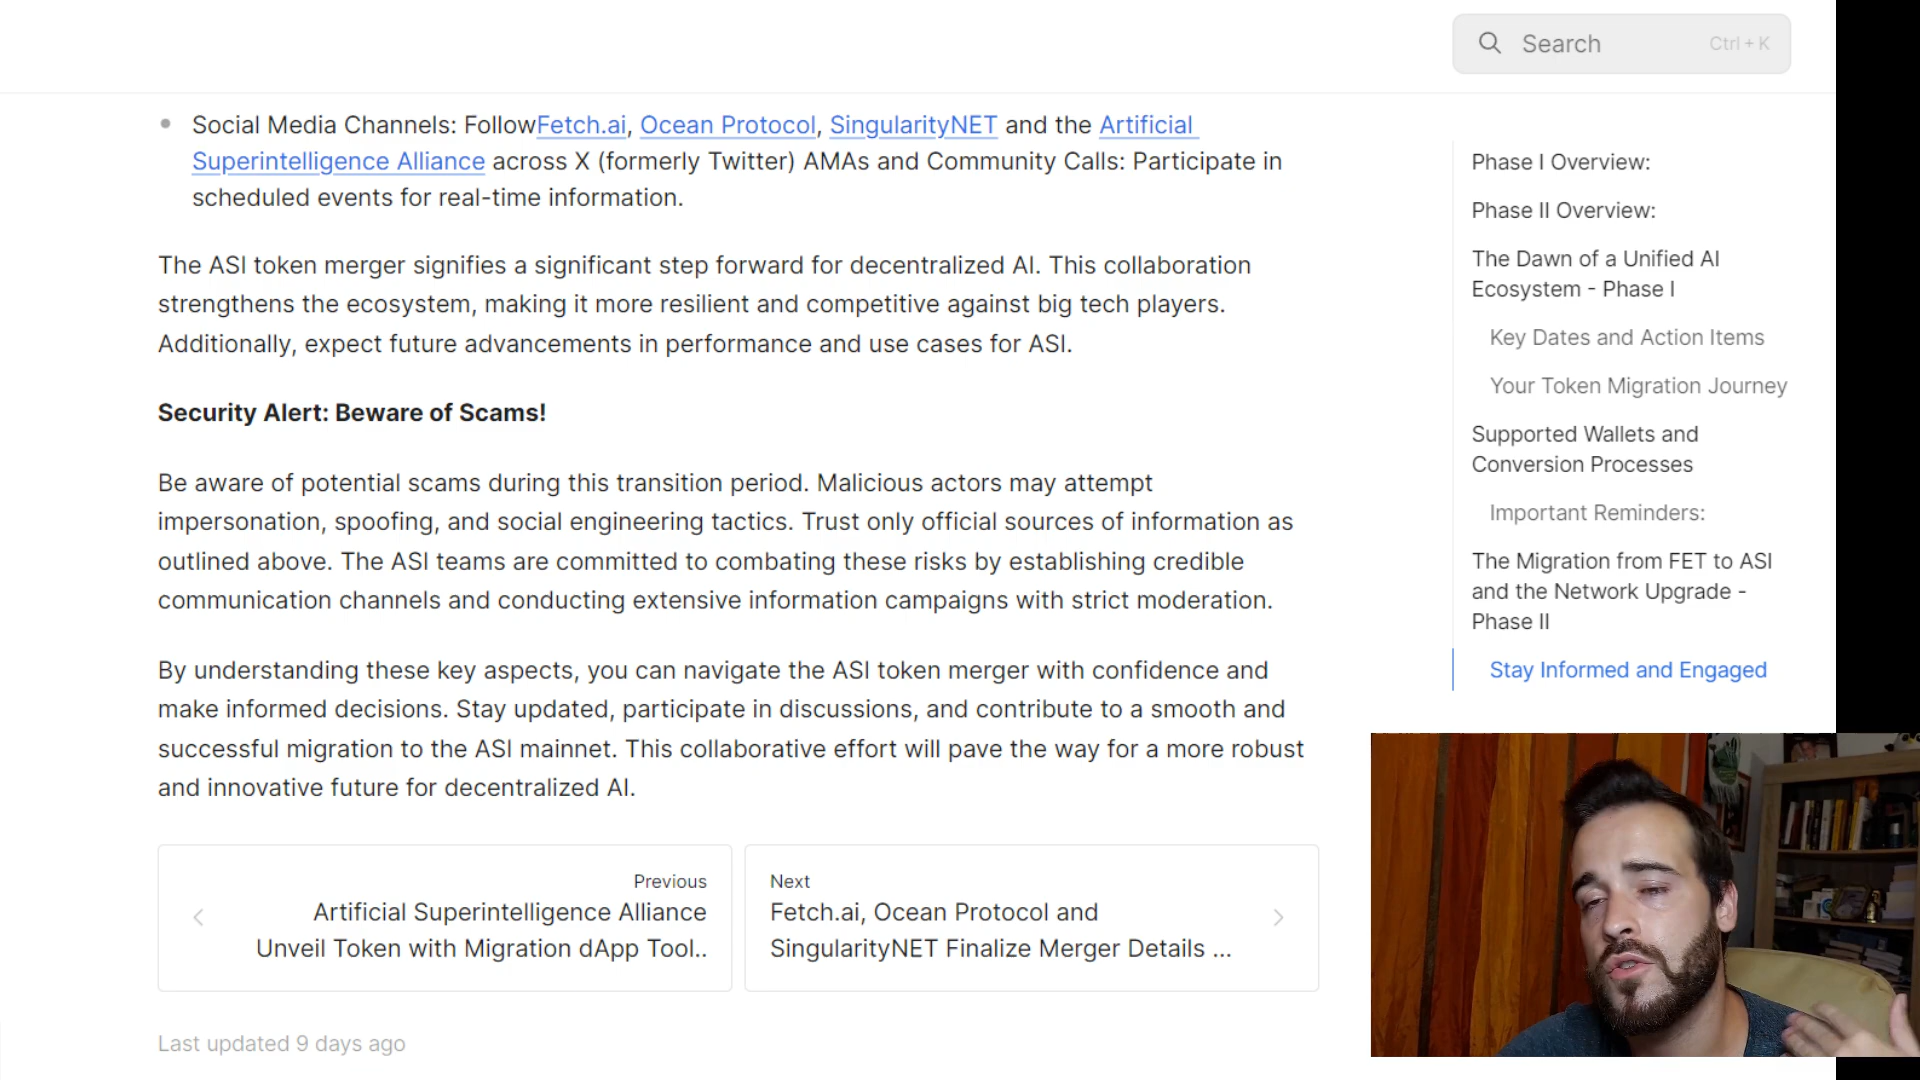 Search Ctrl + K
Social Media Channels: FollowFetch.ai, Ocean Protocol, SingularityNET and the Artificial
Superintelligence Alliance across X (formerly Twitter) AMAs and Community Calls: Participate in
scheduled events for real-time information.
The ASI token merger signifies a significant step forward for decentralized AI. This collaboration
strengthens the ecosystem, making it more resilient and competitive against big tech players.
Additionally, expect future advancements in performance and use cases for ASI.
Security Alert: Beware of Scams!
Be aware of potential scams during this transition period. Malicious actors may attempt
impersonation, spoofing, and social engineering tactics. Trust only official sources of information as
outlined above. The ASI teams are committed to combating these risks by establishing credible
communication channels and conducting extensive information campaigns with strict moderation.
By understanding these key aspects, you can navigate the ASI token merger with confidence and
make informed decisions. Stay updated, participate in discussions, and contribute to a smooth and
successful migration to the ASI mainnet. This collaborative effort will pave the way for a more robust
and innovative future for decentralized AI.
Previous
Artificial Superintelligence Alliance
Unveil Token with Migration dApp Tool..
Next
Fetch.ai, Ocean Protocol and
SingularityNET Finalize Merger Details ...
Last updated 9 days ago
Phase I Overview:
Phase II Overview:
The Dawn of a Unified AI
Ecosystem - Phase I
Key Dates and Action Items
Your Token Migration Journey
Supported Wallets and
Conversion Processes
Important Reminders:
The Migration from FET to ASI
and the Network Upgrade -
Phase II
Stay Informed and Engaged